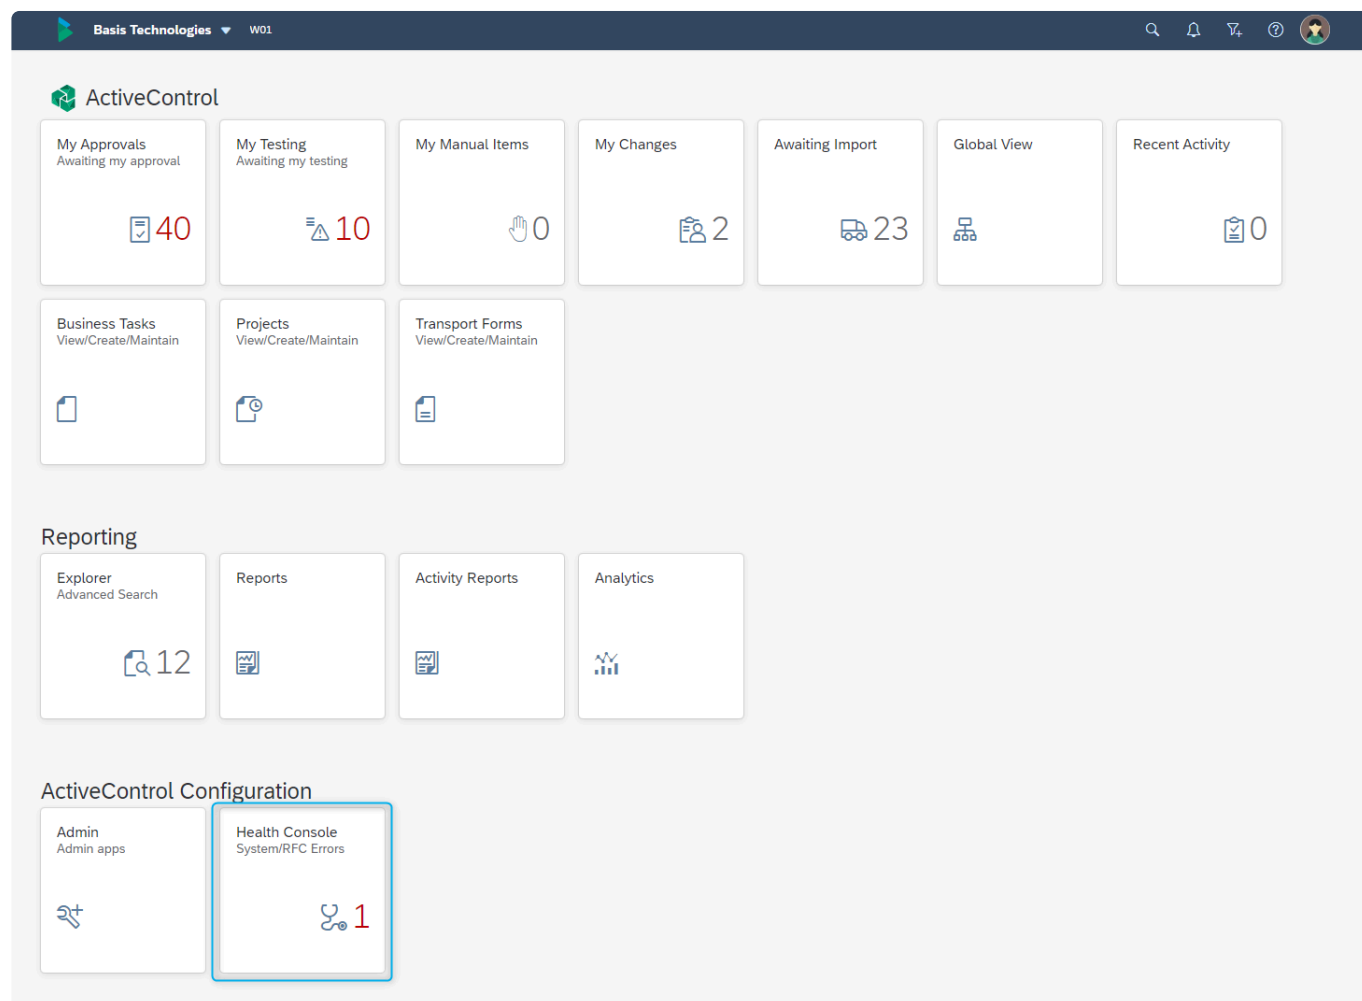 Basis Technologies W01
ActiveControl
My Approvals
Awaiting my approval
40
My Testing
Awaiting my testing
10
My Manual Items
0
My Changes
2
Awaiting Import
23
Global View
Recent Activity
0
Business Tasks
View/Create/Maintain
Projects
View/Create/Maintain
Transport Forms
View/Create/Maintain
Reporting
Explorer
Advanced Search
12
Reports
Activity Reports
Analytics
ActiveControl Configuration
Admin
Admin apps
Health Console
System/RFC Errors
1